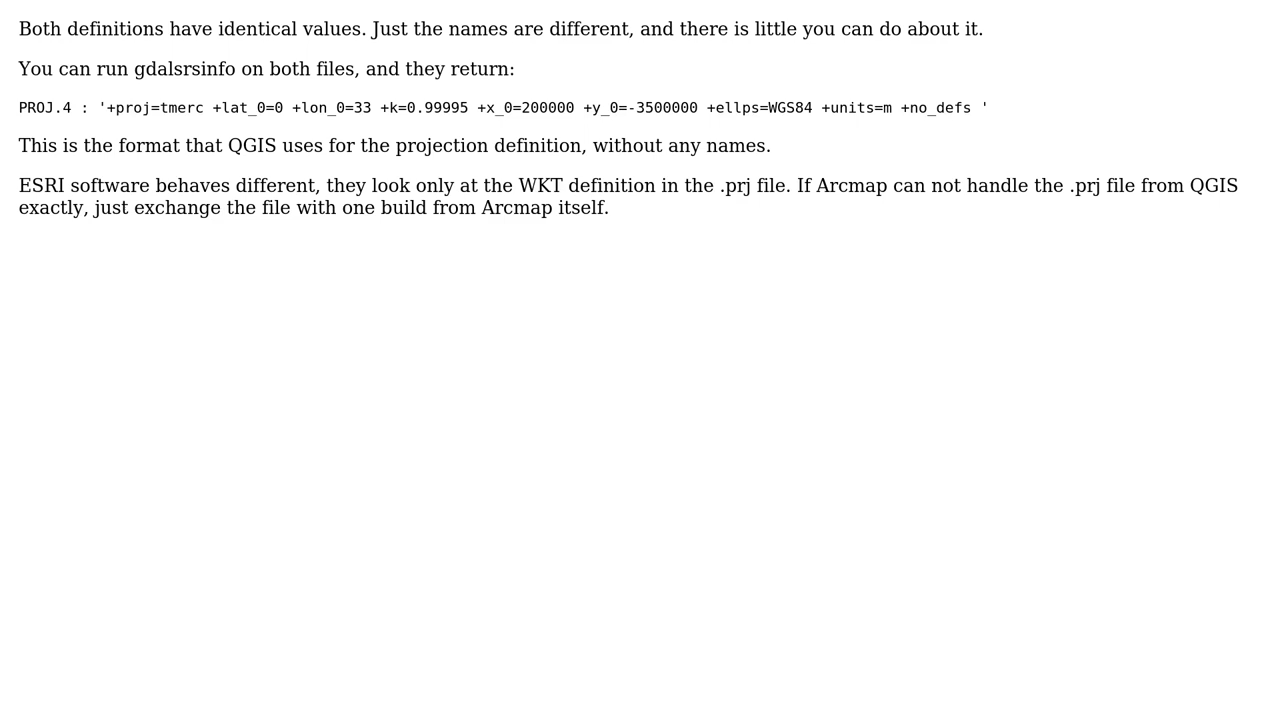 Both definitions have identical values. Just the names are different, and there is little you can do about it.
You can run gdalsrsinfo on both files, and they return:
PROJ.4 : '+proj=tmerc +lat_0=0 +lon_0=33 +k=0.99995 +x_0=200000 +y_0=-3500000 +ellps=WGS84 +units=m +no_defs '
This is the format that QGIS uses for the projection definition, without any names.
ESRI software behaves different, they look only at the WKT definition in the .prj file. If Arcmap can not handle the .prj file from QGIS
exactly, just exchange the file with one build from Arcmap itself.